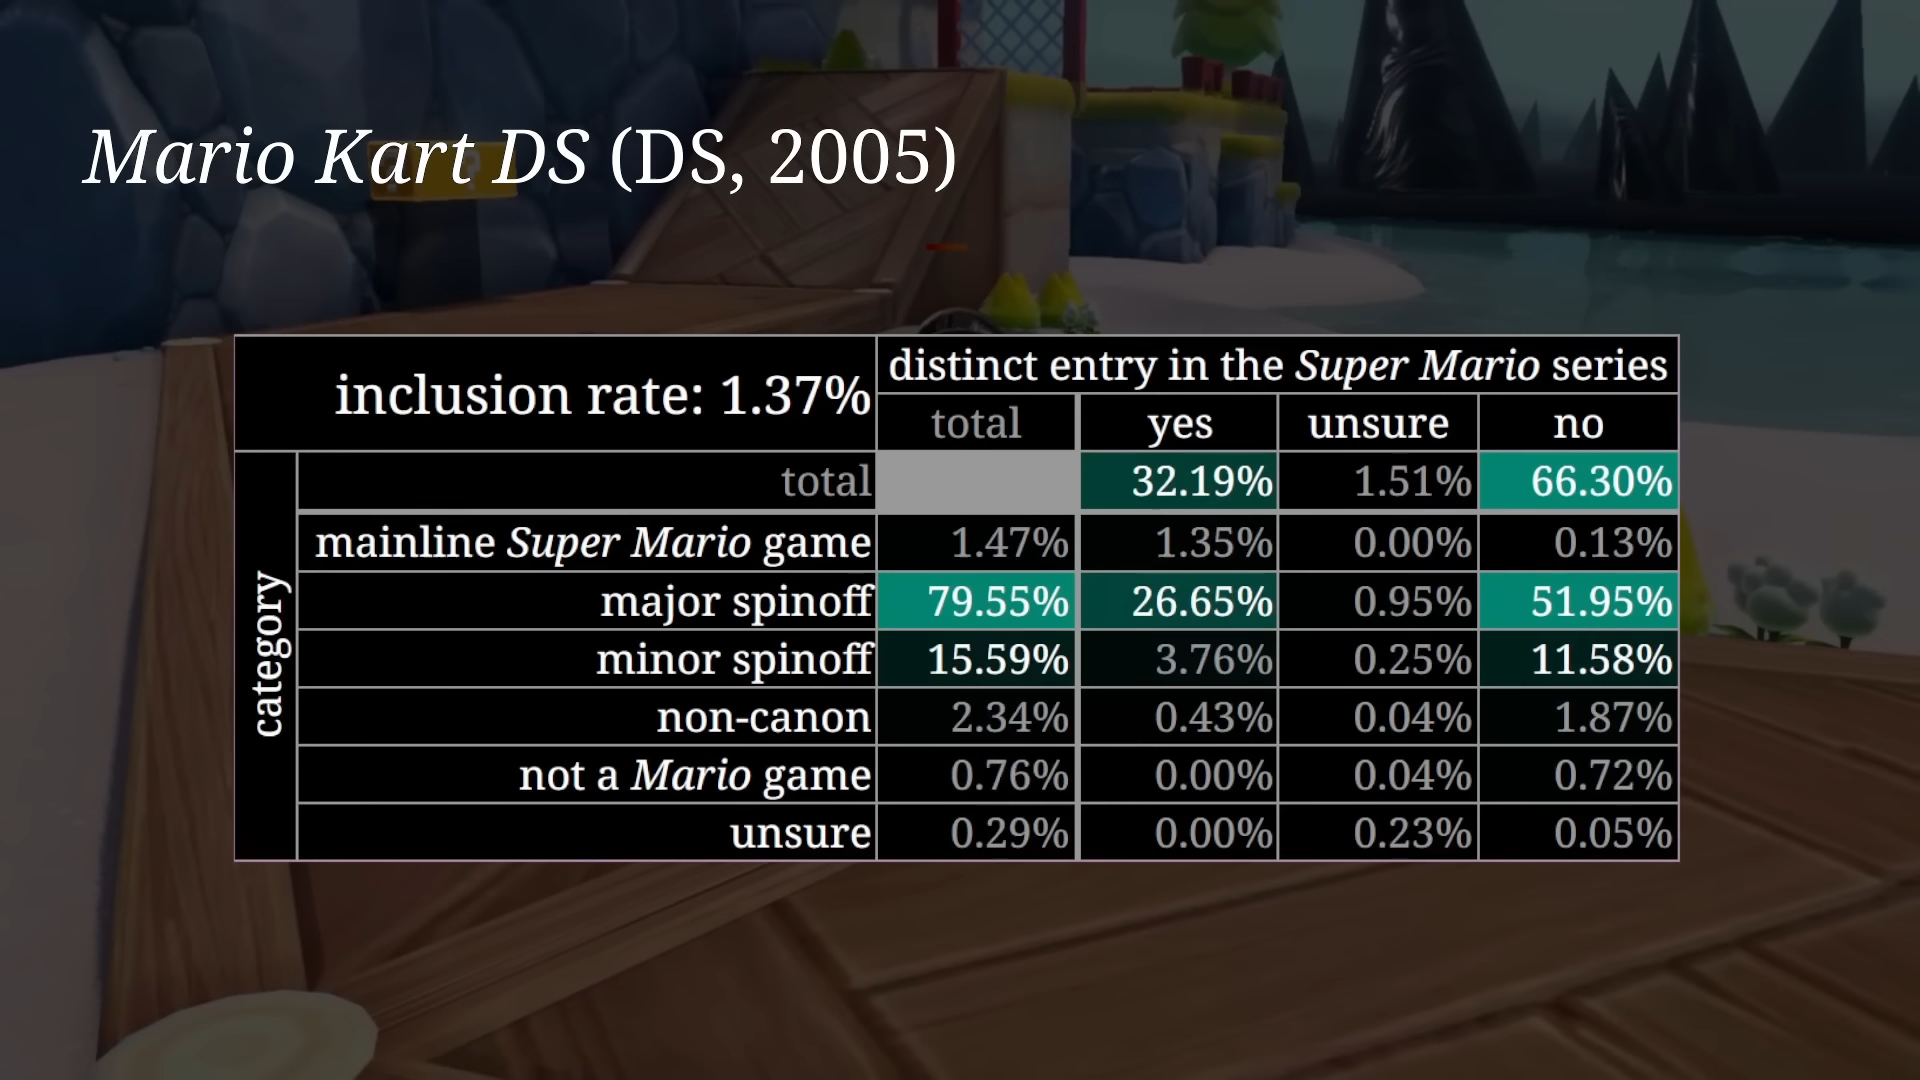 Mario Kart DS (DS, 2005)
inclusion rate: 1.37%
distinct entry in the Super Mario series
total yes unsure no
total 32.19% 1.51% 66.30%
category
mainline Super Mario game 1.47% 1.35% 0.00% 0.13%
major spinoff 79.55% 26.65% 0.95% 51.95%
minor spinoff 15.59% 3.76% 0.25% 11.58%
non-canon 2.34% 0.43% 0.04% 1.87%
not a Mario game 0.76% 0.00% 0.04% 0.72%
unsure 0.29% 0.00% 0.23% 0.05%